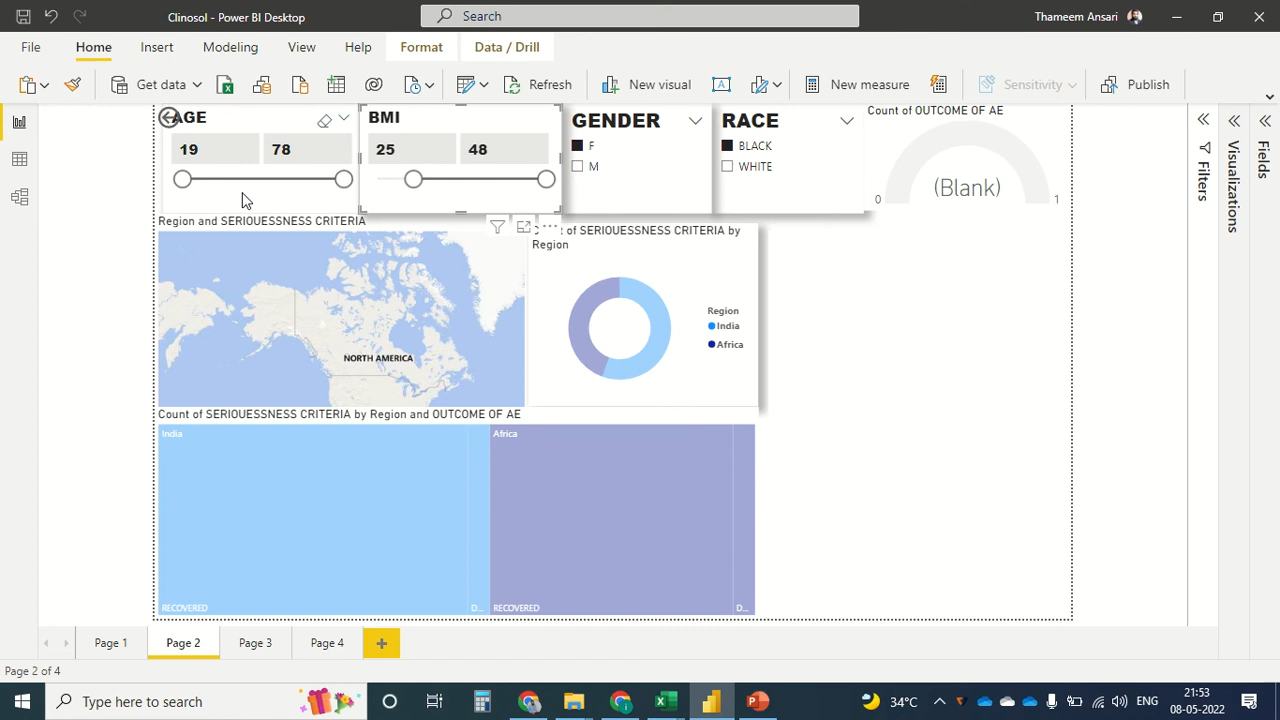 Clinosol - Power BI Desktop
Search
Thameem Ansari
File
Home
Insert
Modeling
View
Help
Format
Data / Drill
Get data
Refresh
New visual
New measure
Sensitivity
Publish
AGE
19
78
BMI
25
48
GENDER
F
M
RACE
BLACK
WHITE
Count of OUTCOME OF AE
(Blank)
0
1
Filters
Visualizations
Fields
Region and SERIOUESSNESS CRITERIA
NORTH AMERICA
of SERIOUESSNESS CRITERIA by
Region
Region
India
Africa
Count of SERIOUESSNESS CRITERIA by Region and OUTCOME OF AE
India
Africa
RECOVERED
D...
RECOVERED
D...
Page 1
Page 2
Page 3
Page 4
Page 2 of 4
Type here to search
34°C
ENG
21:53
08-05-2022